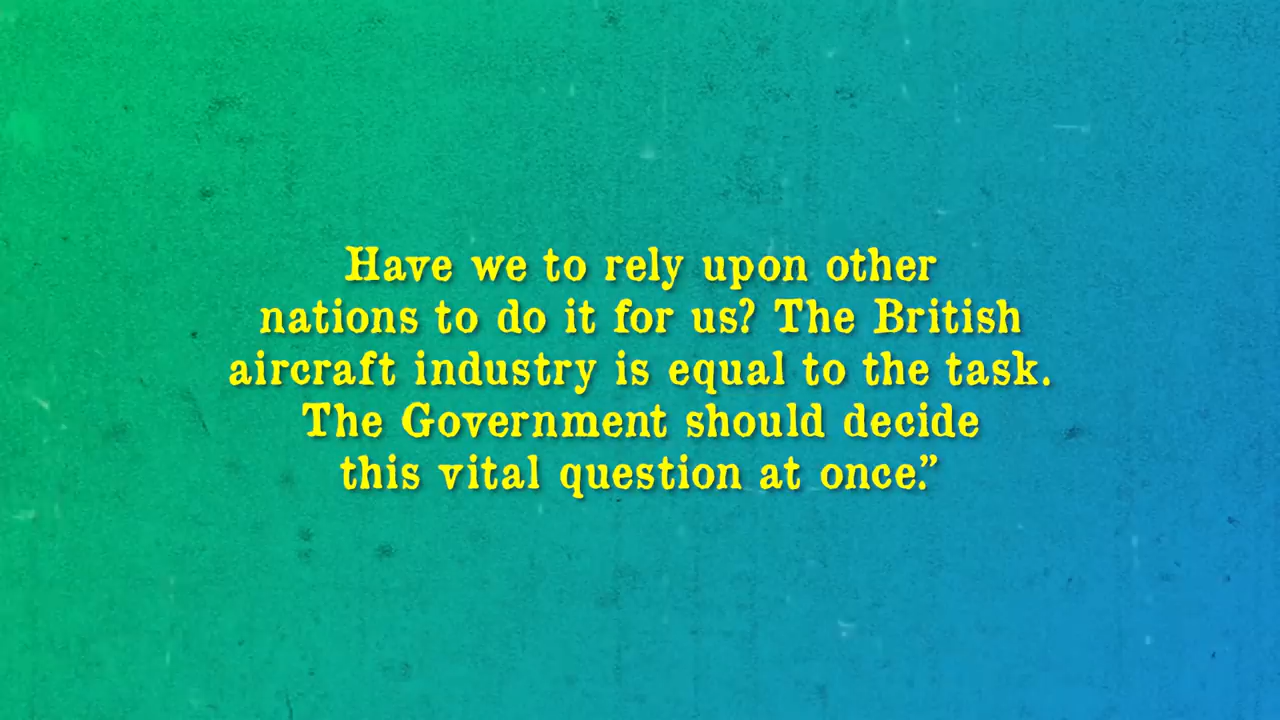 Have we to rely upon other
nations to do it for us? The British
aircraft industry is equal to the task.
The Government should decide
this vital question at once.”